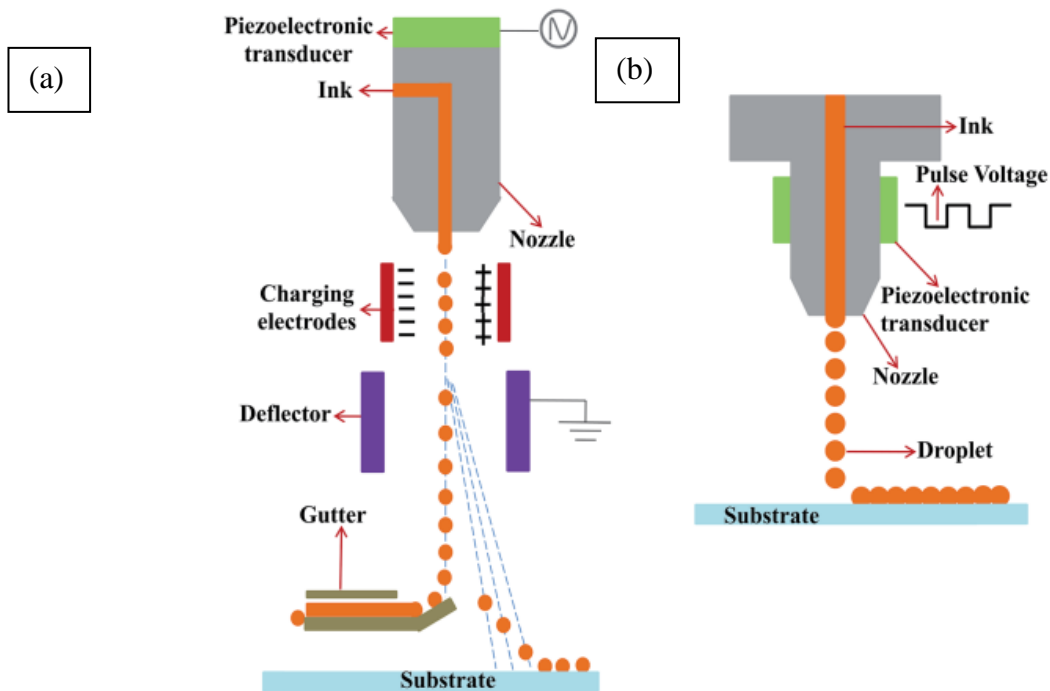 (a)
Piezoelectronic
transducer
Ink
Nozzle
Charging
electrodes
Deflector
Gutter
Substrate
(b)
Ink
Pulse Voltage
Piezoelectronic
transducer
Nozzle
Droplet
Substrate